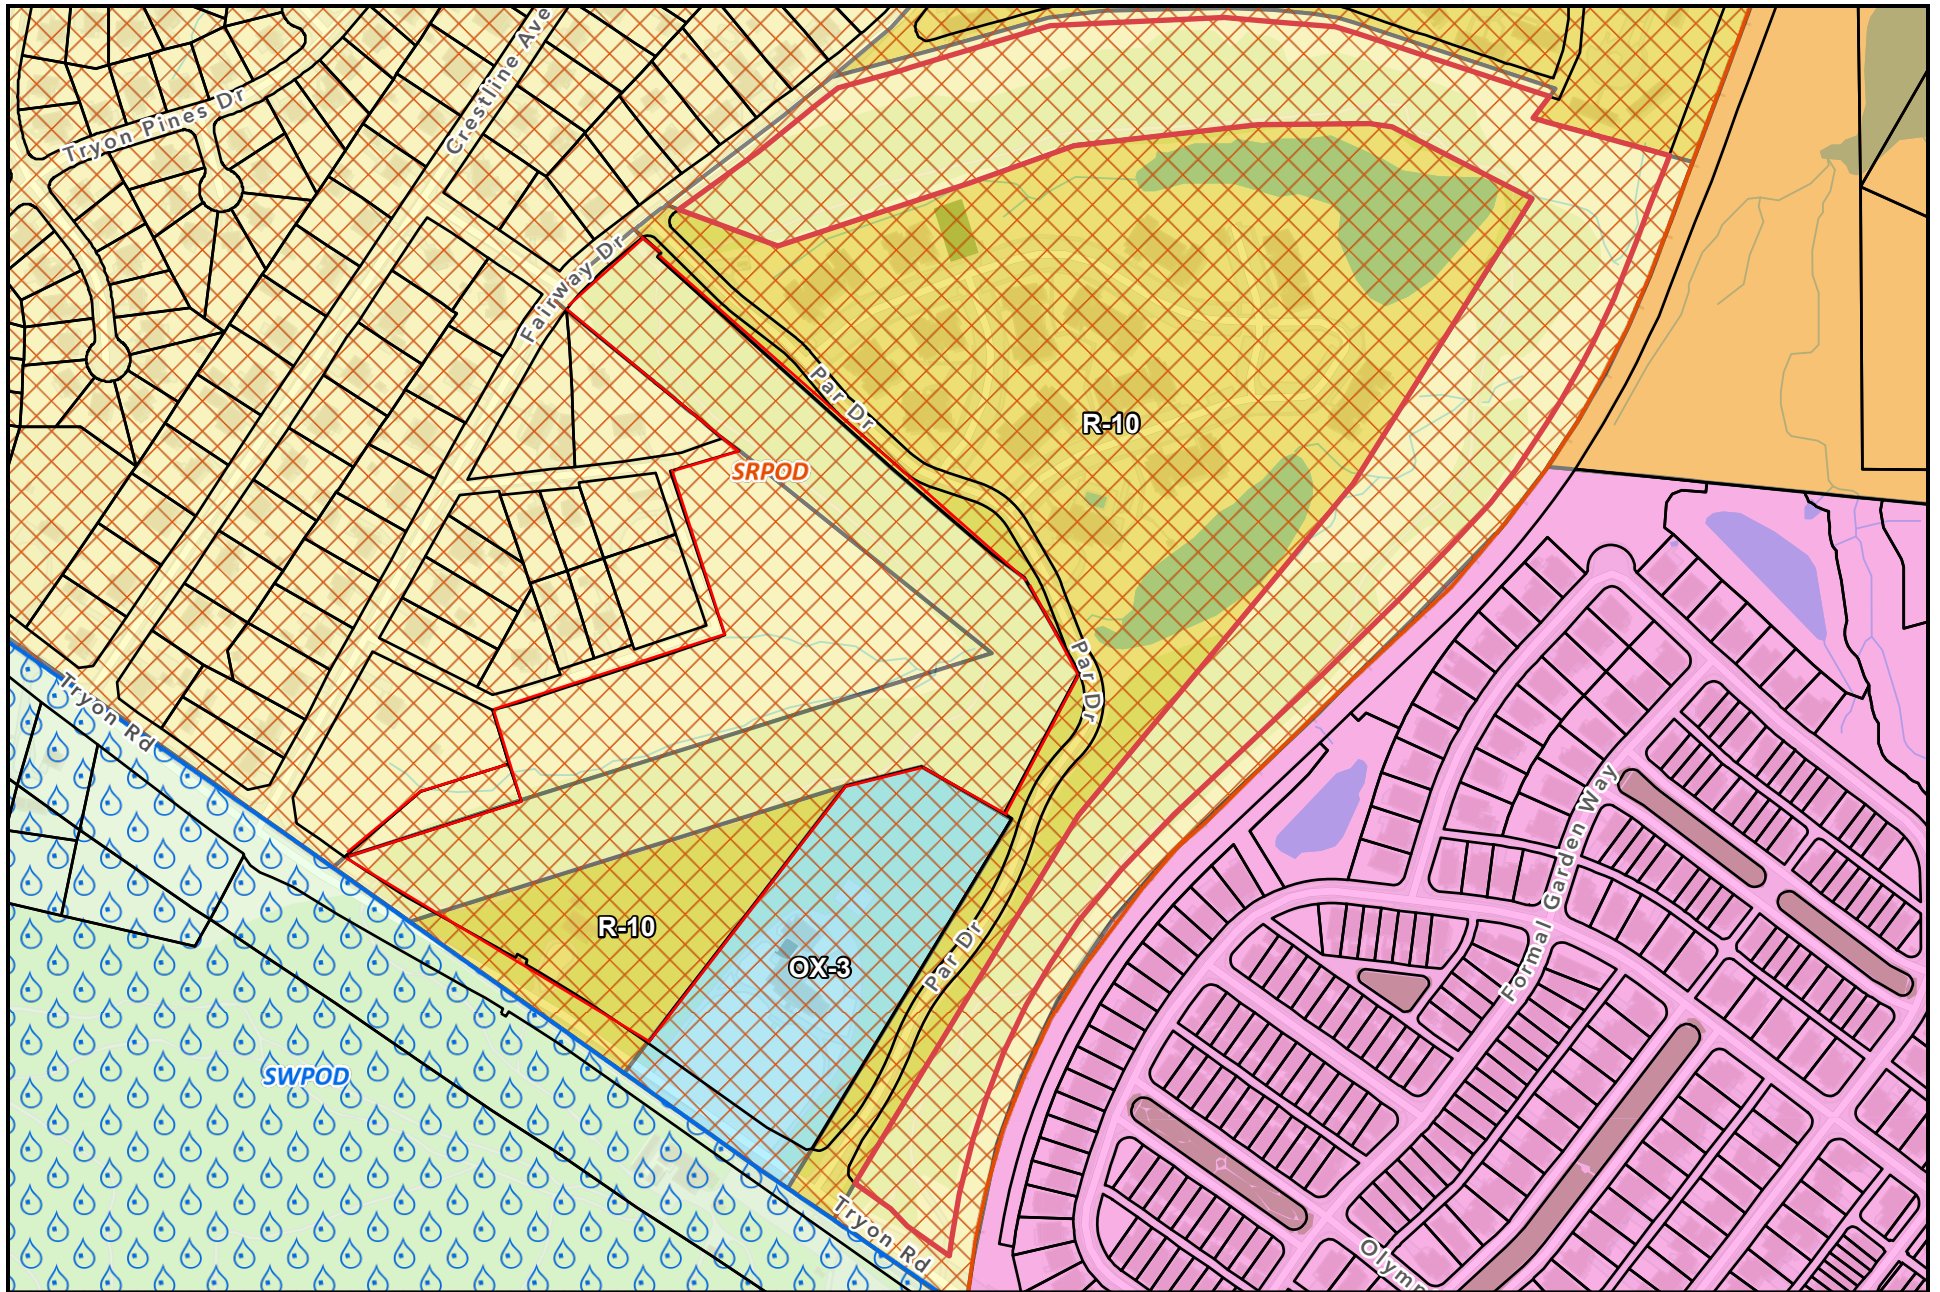 Crestline Ave
Tryon Pines Dr
Fairway Dr
Par Dr
R-10
SRPOD
Par Dr
Tryon Rd
Formal Garden Way
R-10
OX-3
Par Dr
SWPOD
Tryon Rd